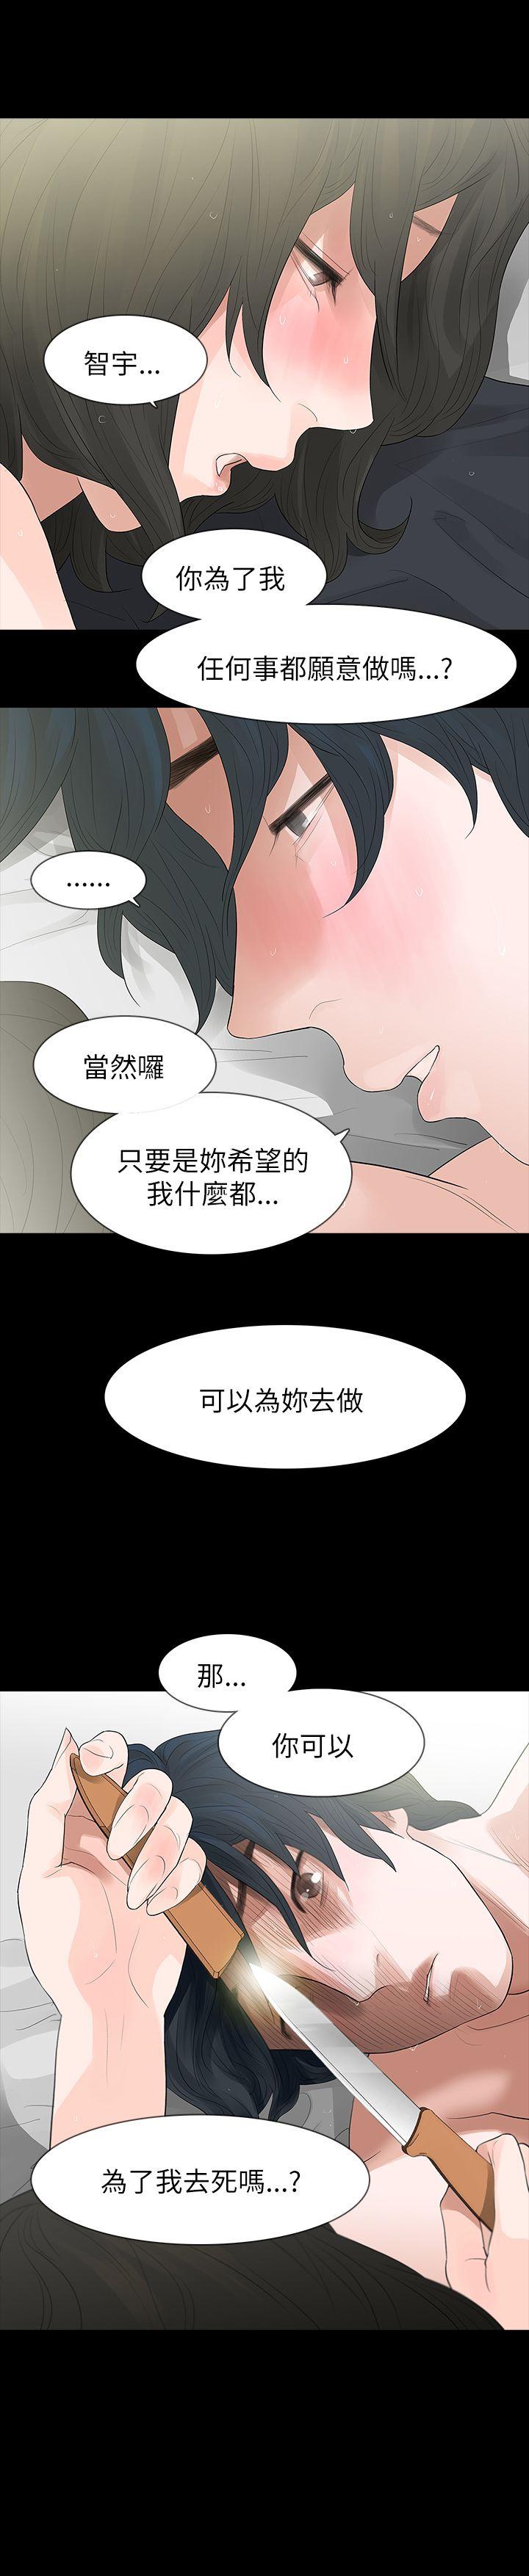 智宇...
你為了我
任何事都願意做嗎...?
......
當然囉
只要是妳希望的
我什麼都...
可以為妳去做
那...
你可以
為了我去死嗎...?